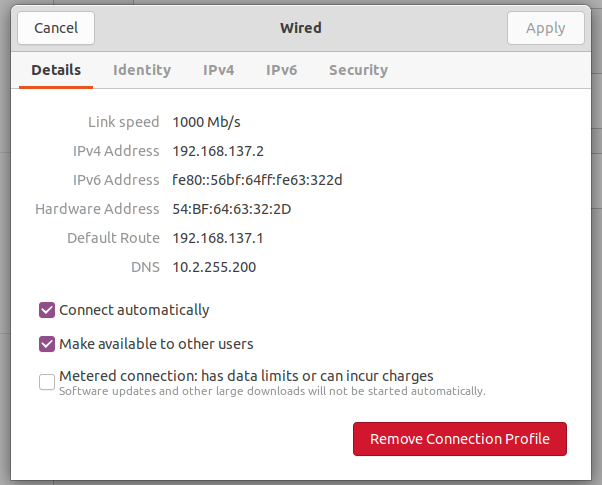 Cancel Wired Apply
Details Identity IPv4 IPv6 Security
Link speed 1000 Mb/s
IPv4 Address 192.168.137.2
IPv6 Address fe80::56bf:64ff:fe63:322d
Hardware Address 54:BF:64:63:32:2D
Default Route 192.168.137.1
DNS 10.2.255.200
Connect automatically
Make available to other users
Metered connection: has data limits or can incur charges
Software updates and other large downloads will not be started automatically.
Remove Connection Profile